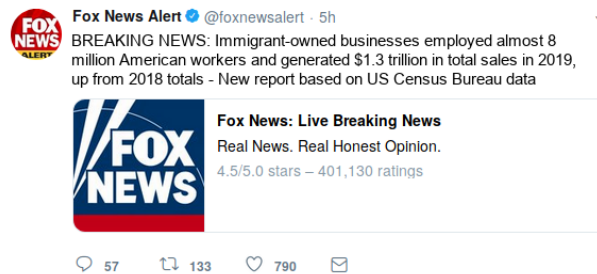 FOX
NEWS
ALERT
Fox News Alert @foxnewsalert · 5h
BREAKING NEWS: Immigrant-owned businesses employed almost 8
million American workers and generated $1.3 trillion in total sales in 2019,
up from 2018 totals - New report based on US Census Bureau data
FOX
NEWS
Fox News: Live Breaking News
Real News. Real Honest Opinion.
4.5/5.0 stars – 401,130 ratings
57 133 790